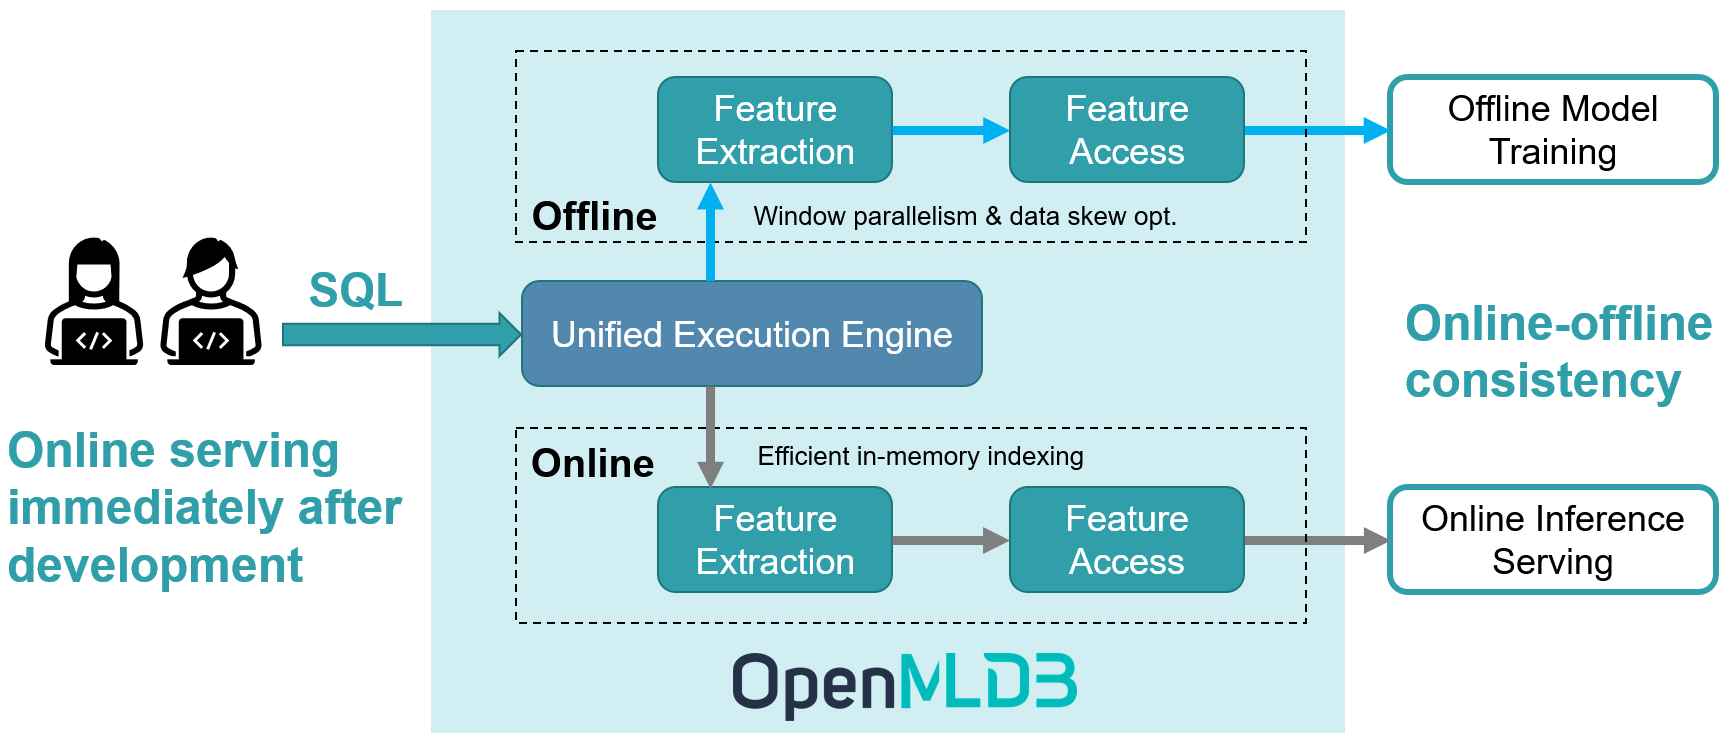 Feature
Extraction
Feature
Access
Offline Model
Training
Offline
Window parallelism & data skew opt.
SQL
Unified Execution Engine
Online-offline
consistency
Online serving
immediately after
development
Online
Efficient in-memory indexing
Feature
Extraction
Feature
Access
Online Inference
Serving
OpenMLDB